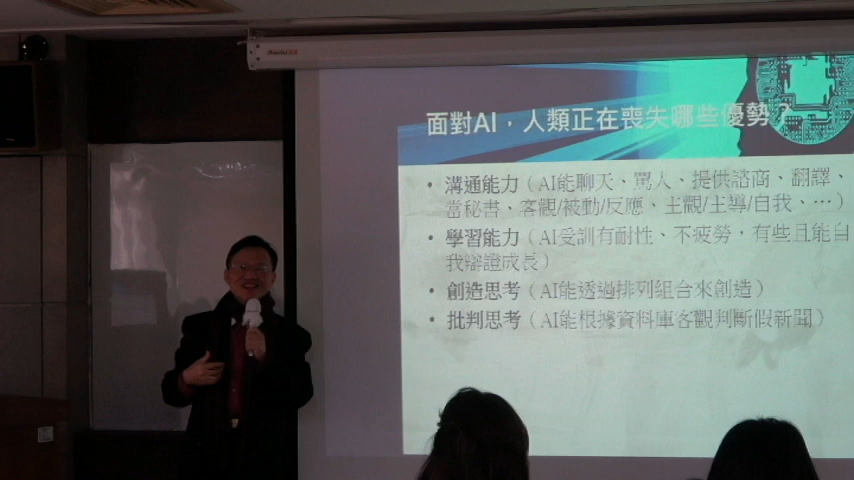 面對AI，人類正在喪失哪些優勢？
• 溝通能力（AI能聊天、罵人、提供諮商、翻譯、
當秘書、客觀/被動/反應、主觀/主導/自我、…）
• 學習能力（AI受訓有耐性、不疲勞，有些且能自
我辯證成長）
• 創造思考（AI能透過排列組合來創造）
• 批判思考（AI能根據資料庫客觀判斷假新聞）